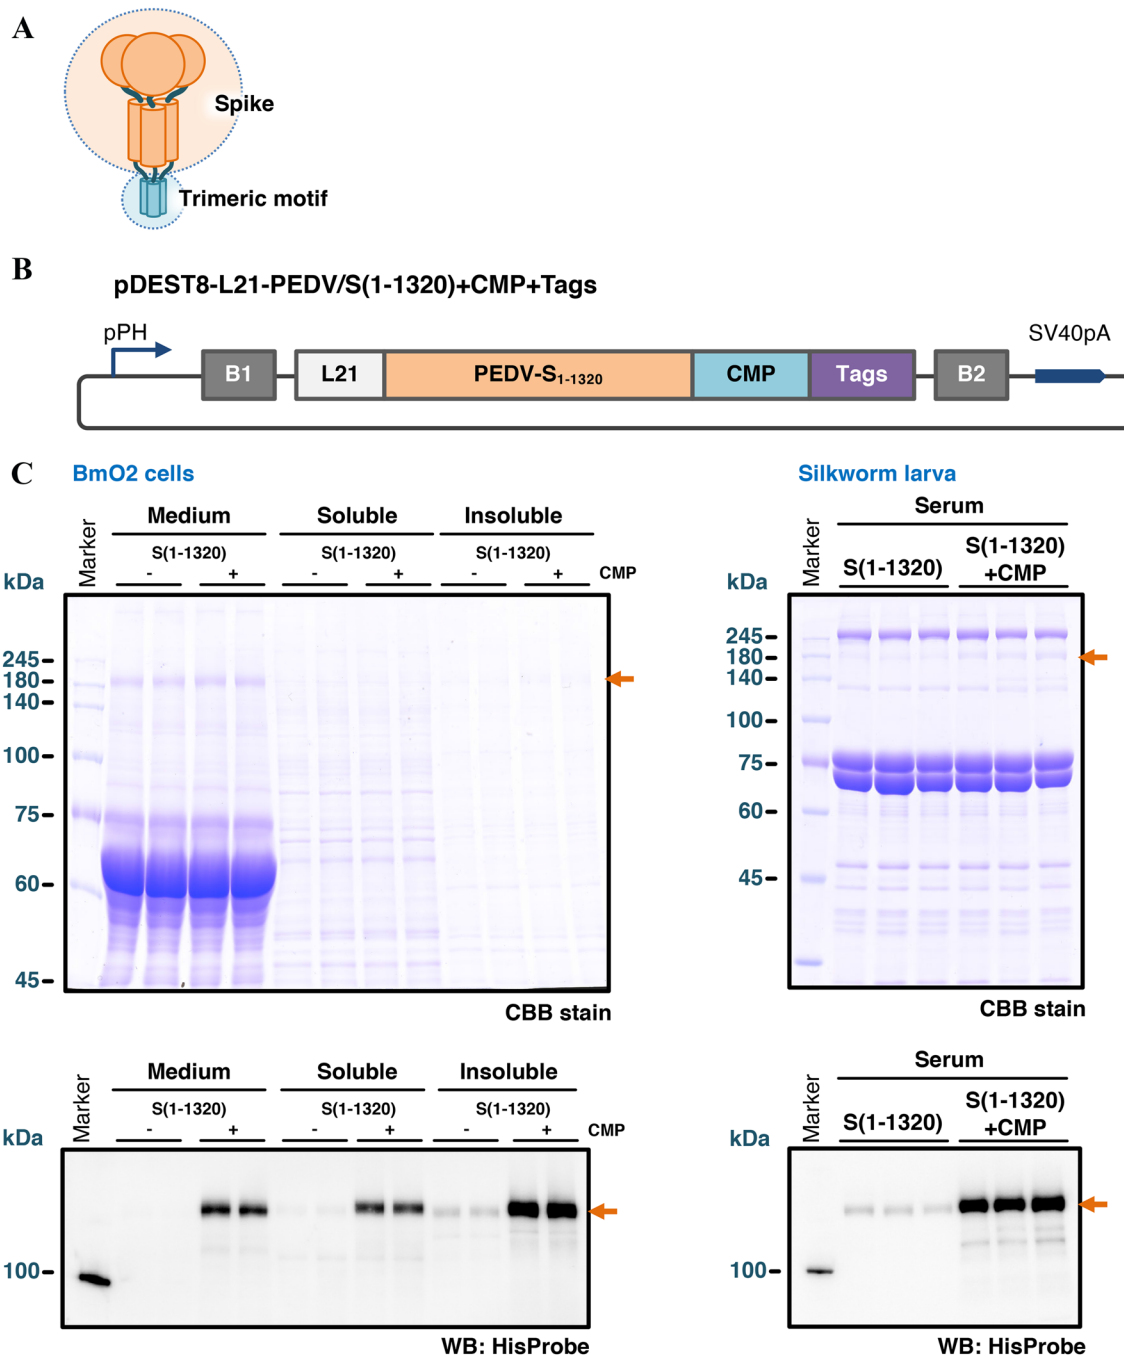 A
Spike
Trimeric motif
B
pDEST8-L21-PEDV/S(1-1320)+CMP+Tags
pPH
SV40pA
B1 L21 PEDV-S1-1320 CMP Tags B2
C
BmO2 cells
Medium Soluble Insoluble
Marker
S(1-1320) S(1-1320) S(1-1320)
- + - + - + CMP
kDa
245
180
140
100
75
60
45
CBB stain
Silkworm larva
Serum
Marker
S(1-1320) S(1-1320)
+CMP
kDa
245
180
140
100
75
60
45
CBB stain
Medium Soluble Insoluble
Marker
S(1-1320) S(1-1320) S(1-1320)
- + - + - + CMP
kDa
100
WB: HisProbe
Serum
Marker
S(1-1320) S(1-1320)
+CMP
kDa
100
WB: HisProbe